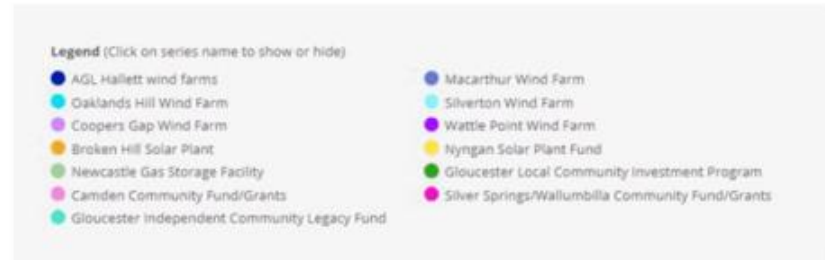 Legend (Click on series name to show or hide)
AGL Hallett wind farms
Macarthur Wind Farm
Oaklands Hill Wind Farm
Silverton Wind Farm
Coopers Gap Wind Farm
Wattle Point Wind Farm
Broken Hill Solar Plant
Nyngan Solar Plant Fund
Newcastle Gas Storage Facility
Gloucester Local Community Investment Program
Camden Community Fund/Grants
Silver Springs/Wallumbilla Community Fund/Grants
Gloucester Independent Community Legacy Fund